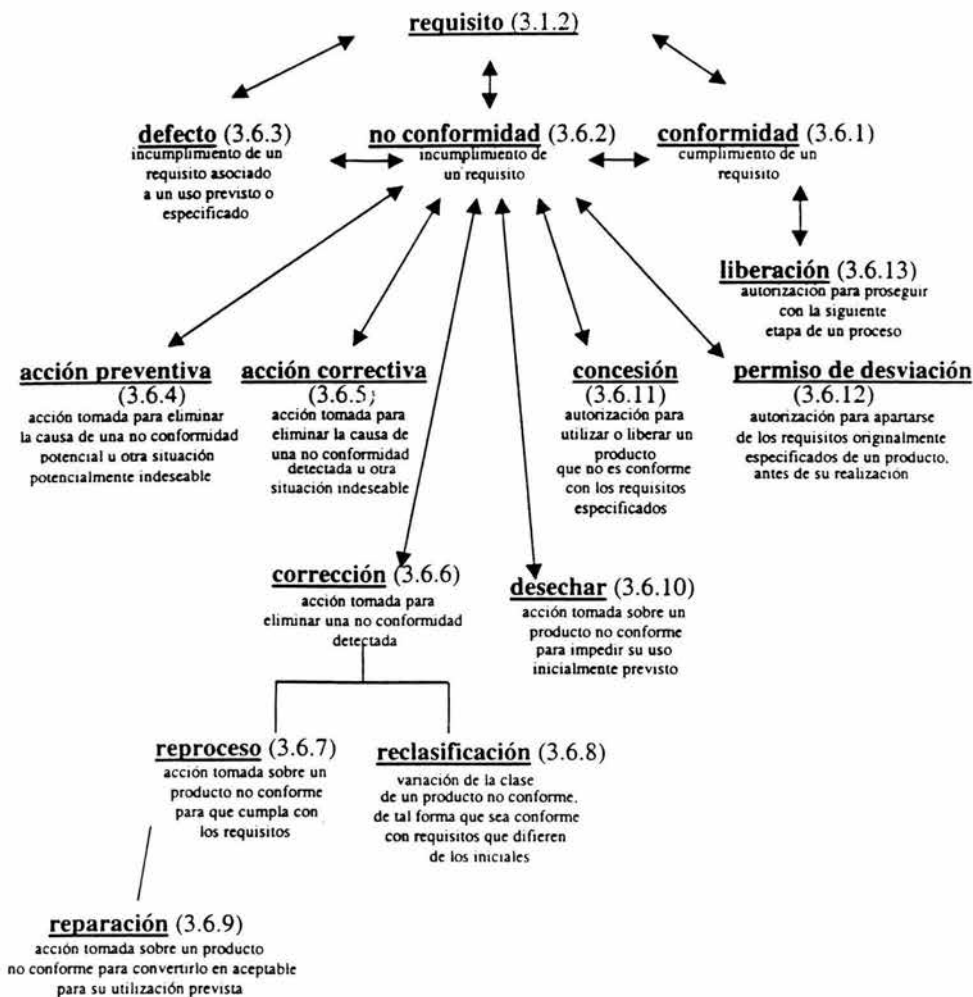 requisito (3.1.2)
defecto (3.6.3)
incumplimiento de un
requisito asociado
a un uso previsto o
especificado
no conformidad (3.6.2)
incumplimiento de
un requisito
conformidad (3.6.1)
cumplimiento de un
requisito
liberación (3.6.13)
autorización para proseguir
con la siguiente
etapa de un proceso
acción preventiva
(3.6.4)
acción tomada para eliminar
la causa de una no conformidad
potencial u otra situación
potencialmente indeseable
acción correctiva
(3.6.5;
acción tomada para
eliminar la causa de
una no conformidad
detectada u otra
situación indeseable
concesión
(3.6.11)
autorización para
utilizar o liberar un
producto
que no es conforme
con los requisitos
especificados
permiso de desviación
(3.6.12)
autorización para apartarse
de los requisitos originalmente
especificados de un producto,
antes de su realización
corrección (3.6.6)
acción tomada para
eliminar una no conformidad
detectada
desechar (3.6.10)
acción tomada sobre un
producto no conforme
para impedir su uso
inicialmente previsto
reproceso (3.6.7)
acción tomada sobre un
producto no conforme
para que cumpla con
los requisitos
reclasificación (3.6.8)
variación de la clase
de un producto no conforme,
de tal forma que sea conforme
con requisitos que difieren
de los iniciales
reparación (3.6.9)
acción tomada sobre un producto
no conforme para convertirlo en aceptable
para su utilización prevista